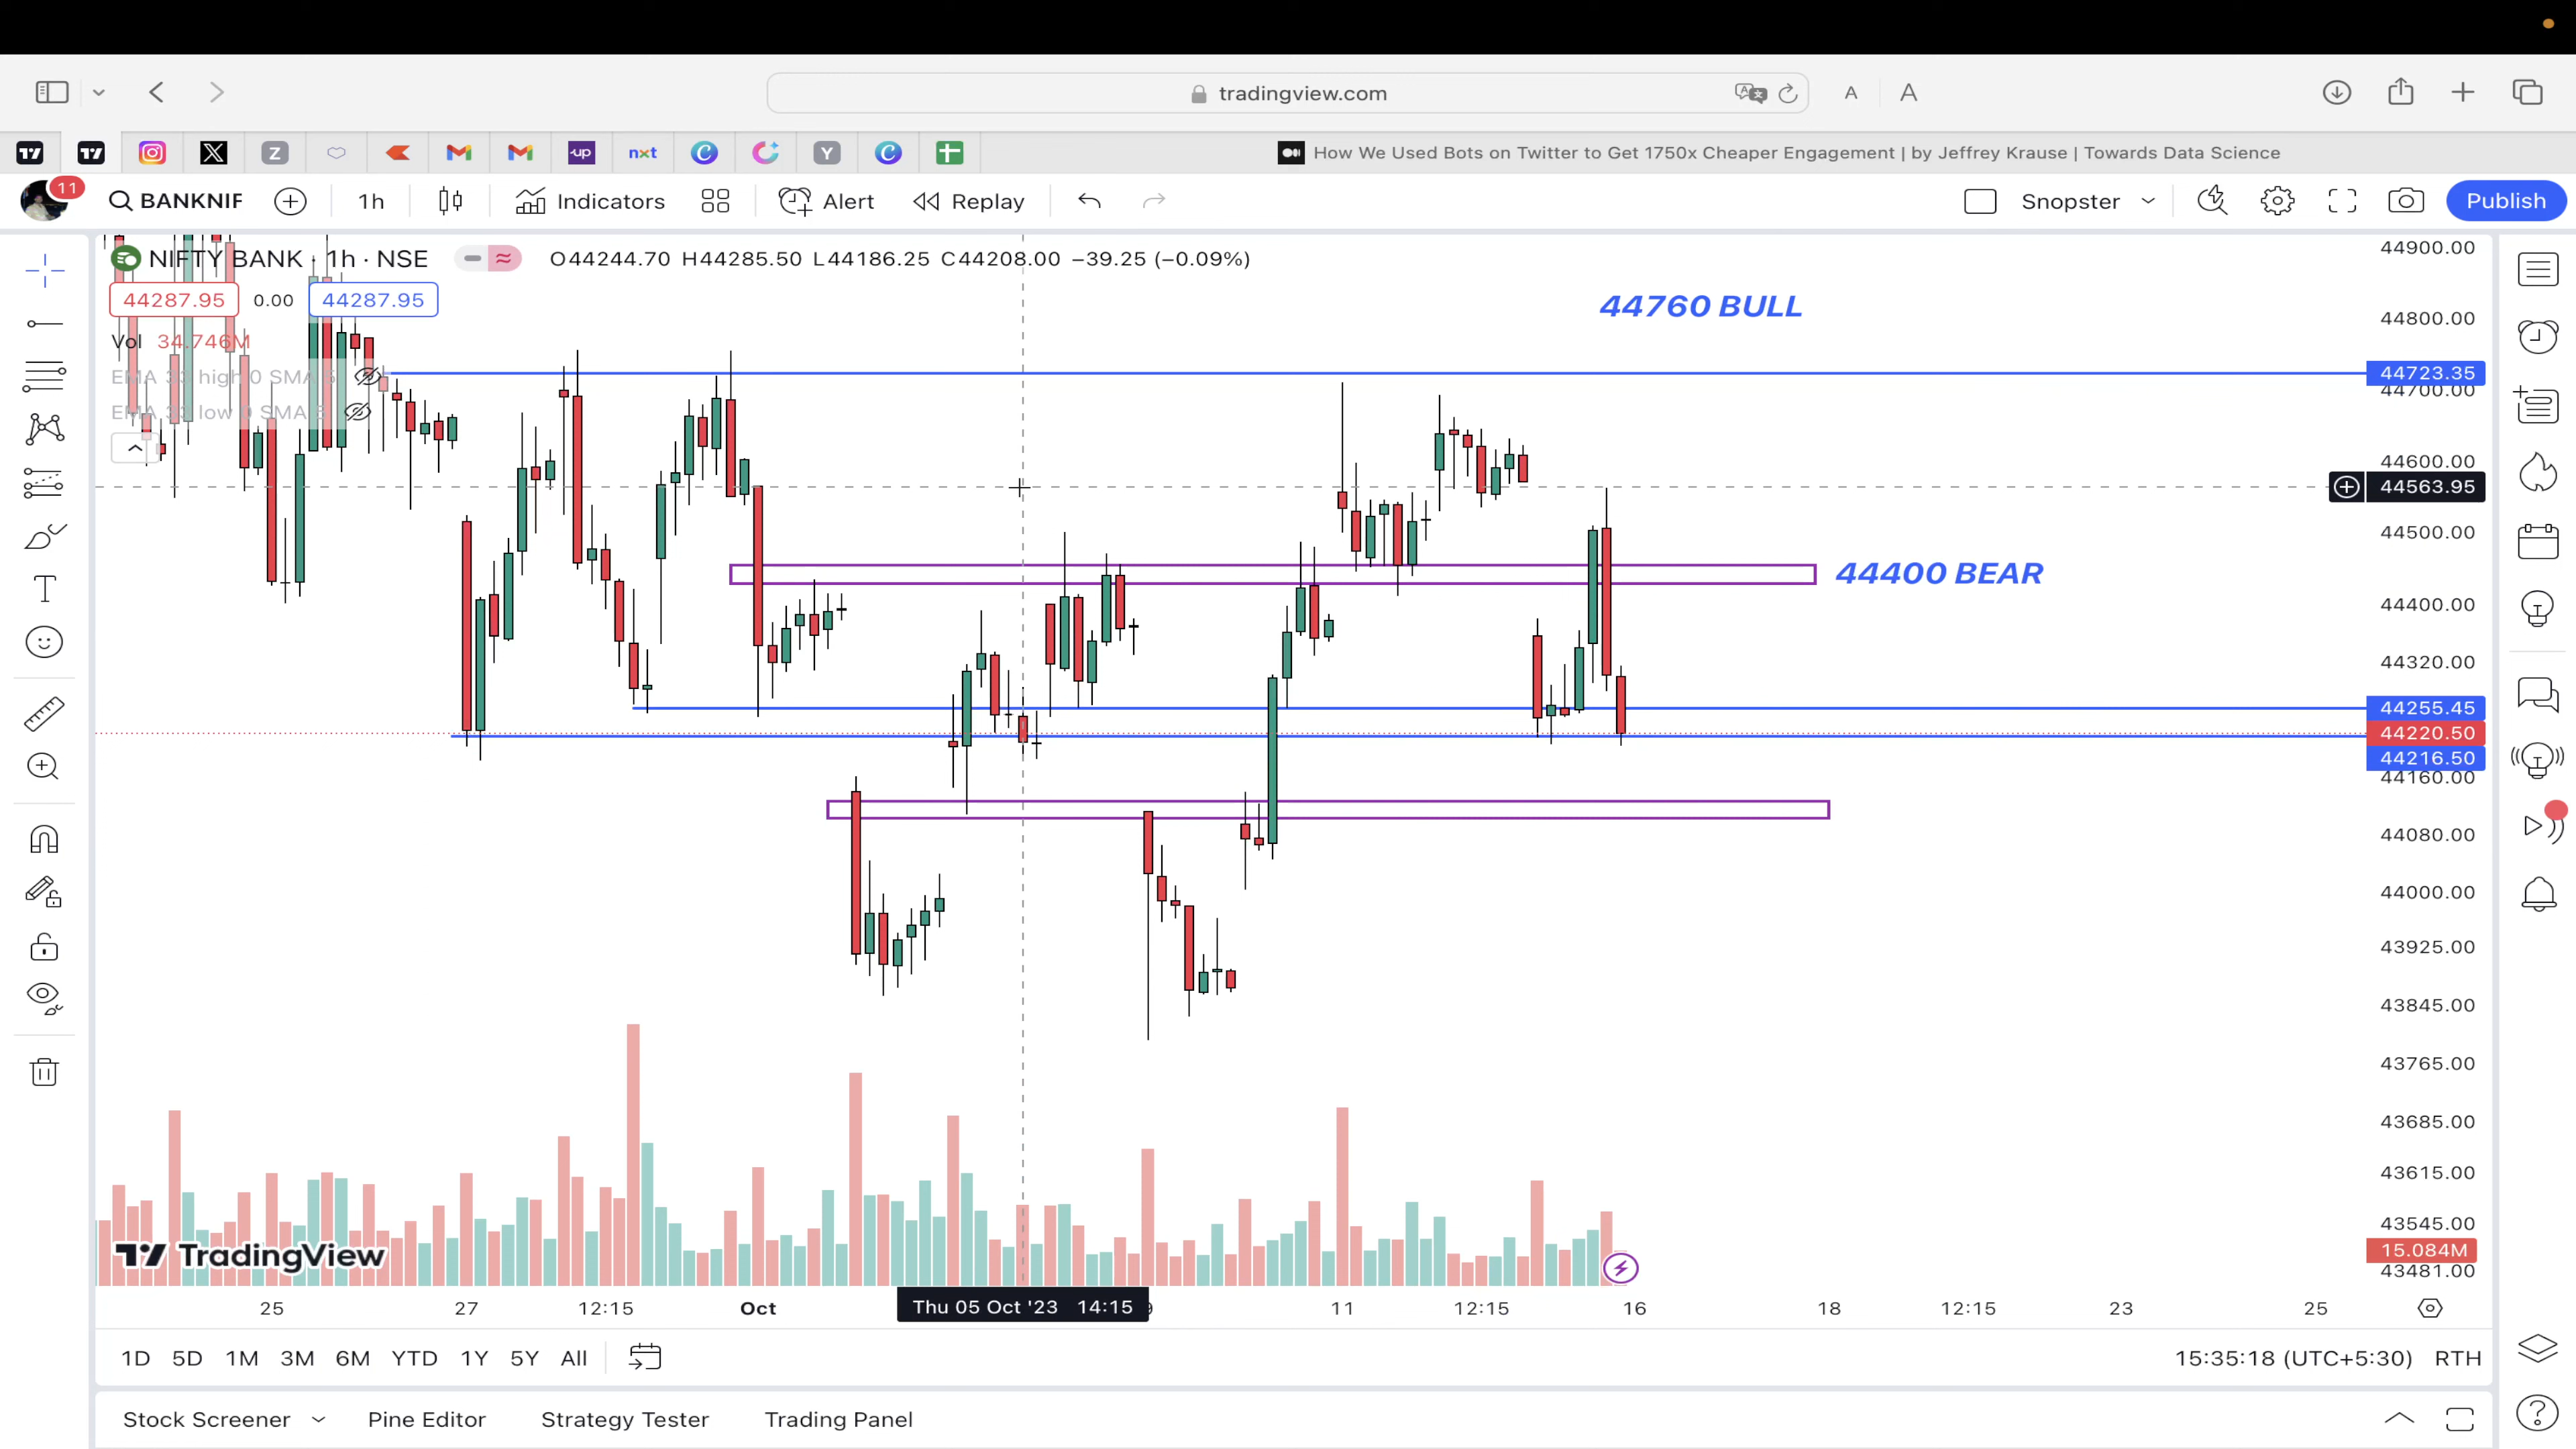 tradingview.com
A A
up
nxt
Z
Y
How We Used Bots on Twitter to Get 1750x Cheaper Engagement | by Jeffrey Krause | Towards Data Science
11
BANKNIF
1h
Indicators
Alert
Replay
Snopster
Publish
NIFTY BANK · 1h · NSE
O44244.70 H44285.50 L44186.25 C44208.00 −39.25 (−0.09%)
44287.95 0.00 44287.95
Vol 34.746M
44760 BULL
44400 BEAR
44900.00
44800.00
44723.35
44700.00
44600.00
44563.95
44500.00
44400.00
44320.00
44255.45
44220.50
44216.50
44160.00
44080.00
44000.00
43925.00
43845.00
43765.00
43685.00
43615.00
43545.00
15.084M
43481.00
TradingView
25 27 12:15 Oct Thu 05 Oct '23 14:15 11 12:15 16 18 12:15 23 25
1D 5D 1M 3M 6M YTD 1Y 5Y All
15:35:18 (UTC+5:30) RTH
Stock Screener Pine Editor Strategy Tester Trading Panel